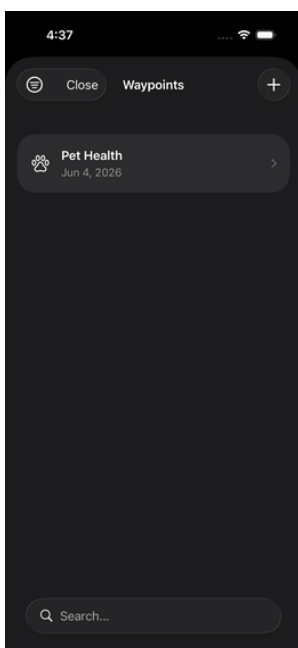 4:37
Close
Waypoints
Pet Health
Jun 4, 2026
Search...